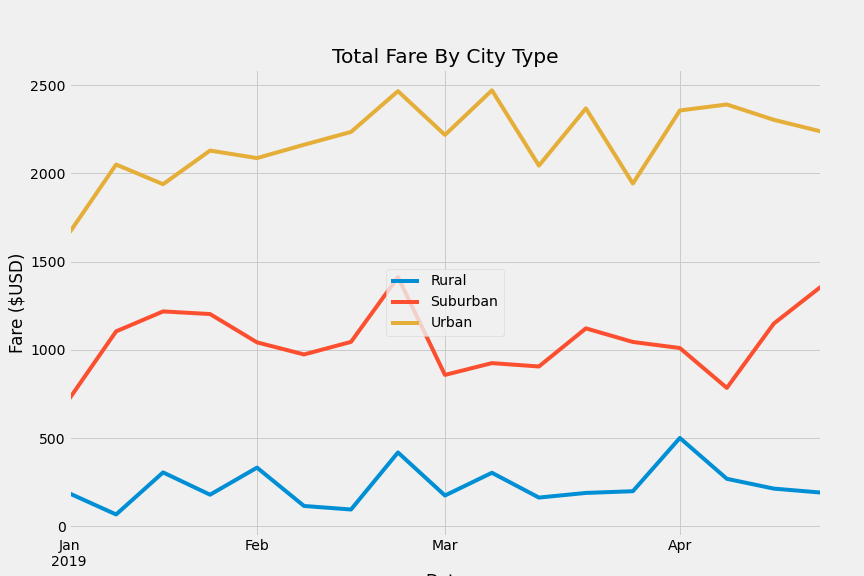 Total Fare By City Type
2500
2000
1500
1000
500
0
Fare ($USD)
Rural
Suburban
Urban
Jan Feb Mar Apr
2019